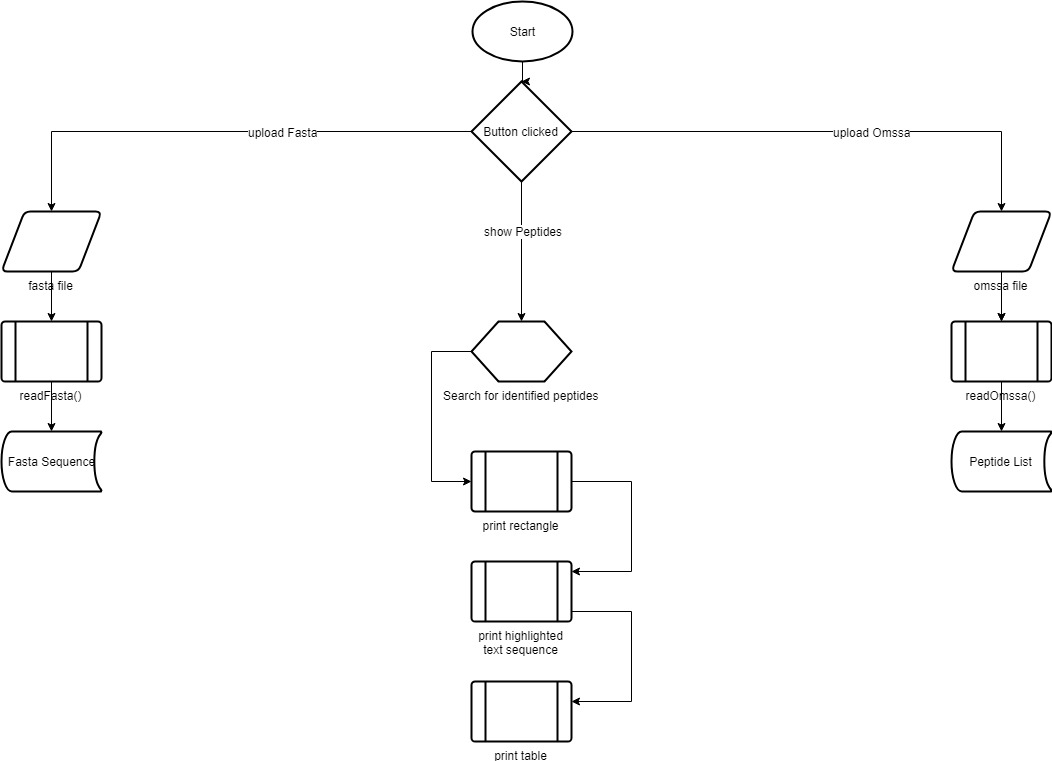 Start
Button clicked
upload Fasta
upload Omssa
show Peptides
fasta file
omssa file
readFasta()
Search for identified peptides
readOmssa()
Fasta Sequence
Peptide List
print rectangle
print highlighted
text sequence
print table